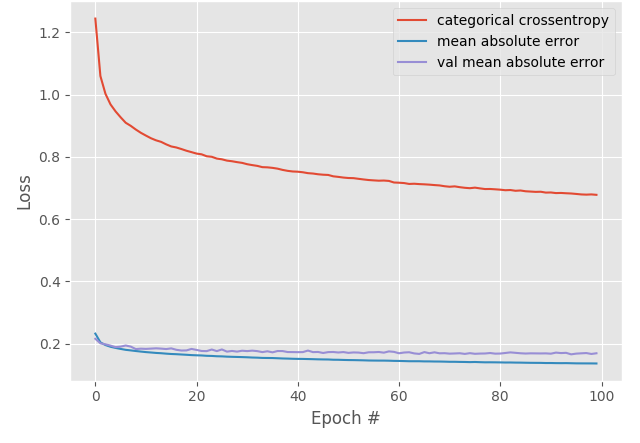 categorical crossentropy
mean absolute error
val mean absolute error
1.2
1.0
0.8
0.6
0.4
0.2
Loss
0 20 40 60 80 100
Epoch #